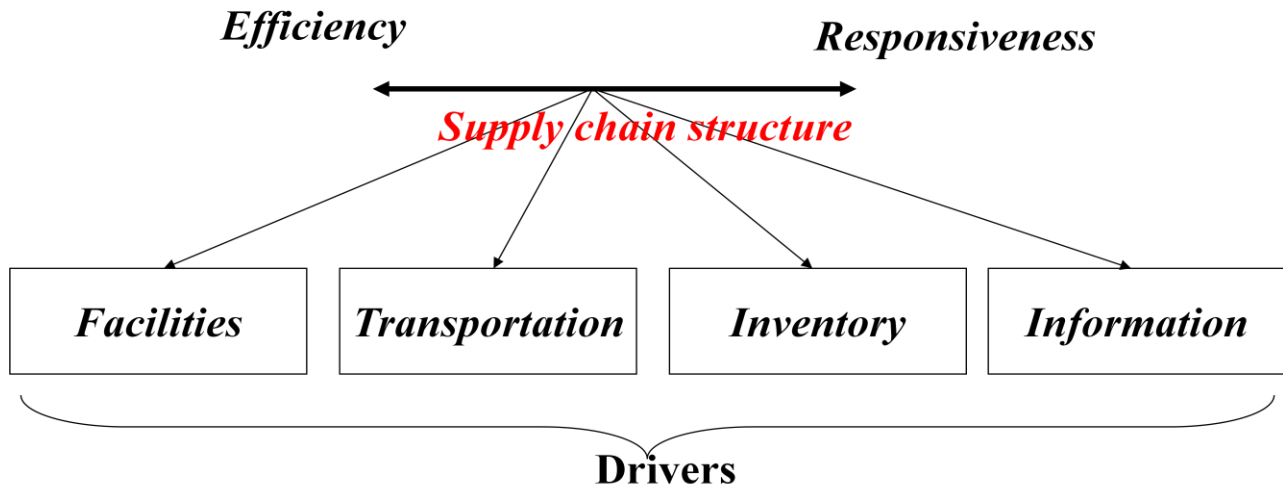 Efficiency
Responsiveness
Supply chain structure
Facilities
Transportation
Inventory
Information
Drivers